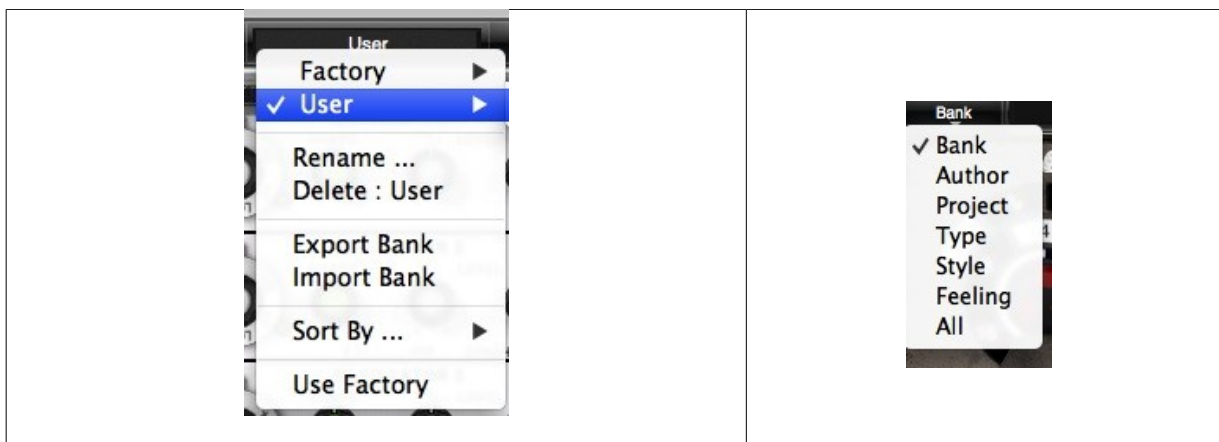 User
Factory
User
Rename ...
Delete : User
Export Bank
Import Bank
Sort By ...
Use Factory
Bank
Bank
Author
Project
Type
Style
Feeling
All